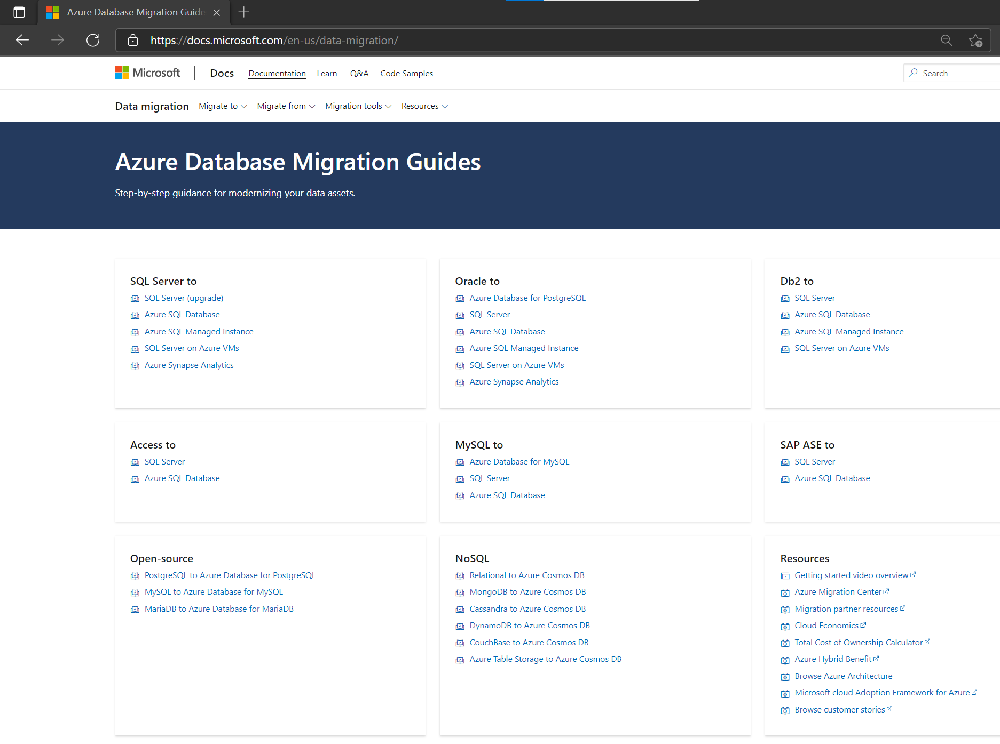 Azure Database Migration Guide
https://docs.microsoft.com/en-us/data-migration/
Microsoft | Docs Documentation Learn Q&A Code Samples Search
Data migration Migrate to Migrate from Migration tools Resources
Azure Database Migration Guides
Step-by-step guidance for modernizing your data assets.
SQL Server to
SQL Server (upgrade)
Azure SQL Database
Azure SQL Managed Instance
SQL Server on Azure VMs
Azure Synapse Analytics
Oracle to
Azure Database for PostgreSQL
SQL Server
Azure SQL Database
Azure SQL Managed Instance
SQL Server on Azure VMs
Azure Synapse Analytics
Db2 to
SQL Server
Azure SQL Database
Azure SQL Managed Instance
SQL Server on Azure VMs
Access to
SQL Server
Azure SQL Database
MySQL to
Azure Database for MySQL
SQL Server
Azure SQL Database
SAP ASE to
SQL Server
Azure SQL Database
Open-source
PostgreSQL to Azure Database for PostgreSQL
MySQL to Azure Database for MySQL
MariaDB to Azure Database for MariaDB
NoSQL
Relational to Azure Cosmos DB
MongoDB to Azure Cosmos DB
Cassandra to Azure Cosmos DB
DynamoDB to Azure Cosmos DB
CouchBase to Azure Cosmos DB
Azure Table Storage to Azure Cosmos DB
Resources
Getting started video overview
Azure Migration Center
Migration partner resources
Cloud Economics
Total Cost of Ownership Calculator
Azure Hybrid Benefit
Browse Azure Architecture
Microsoft cloud Adoption Framework for Azure
Browse customer stories